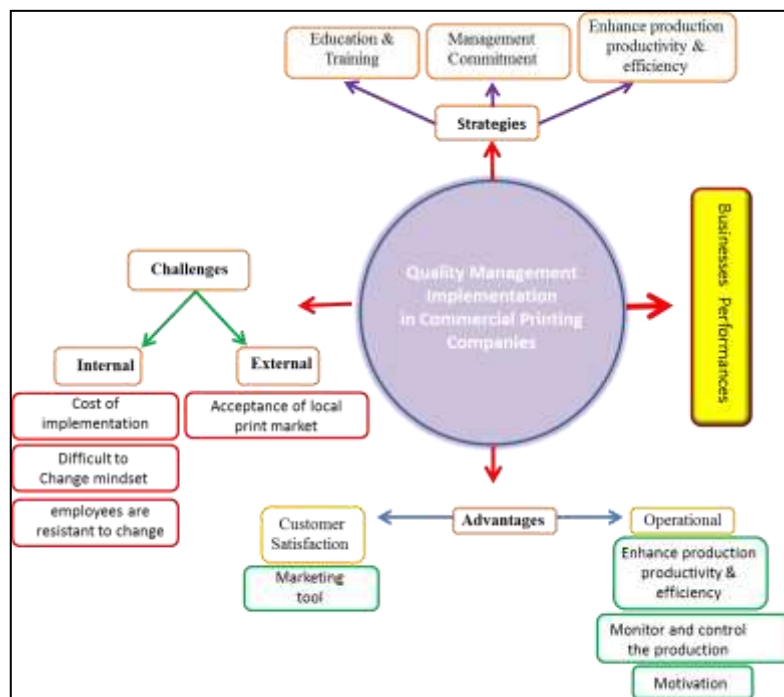 Education &
Training
Management
Commitment
Enhance production
productivity &
efficiency
Strategies
Quality Management
Implementation
in Commercial Printing
Companies
Businesses Performances
Challenges
Internal
External
Cost of
implementation
Difficult to
Change mindset
employees are
resistant to change
Acceptance of local
print market
Advantages
Customer
Satisfaction
Marketing
tool
Operational
Enhance production
productivity &
efficiency
Monitor and control
the production
Motivation